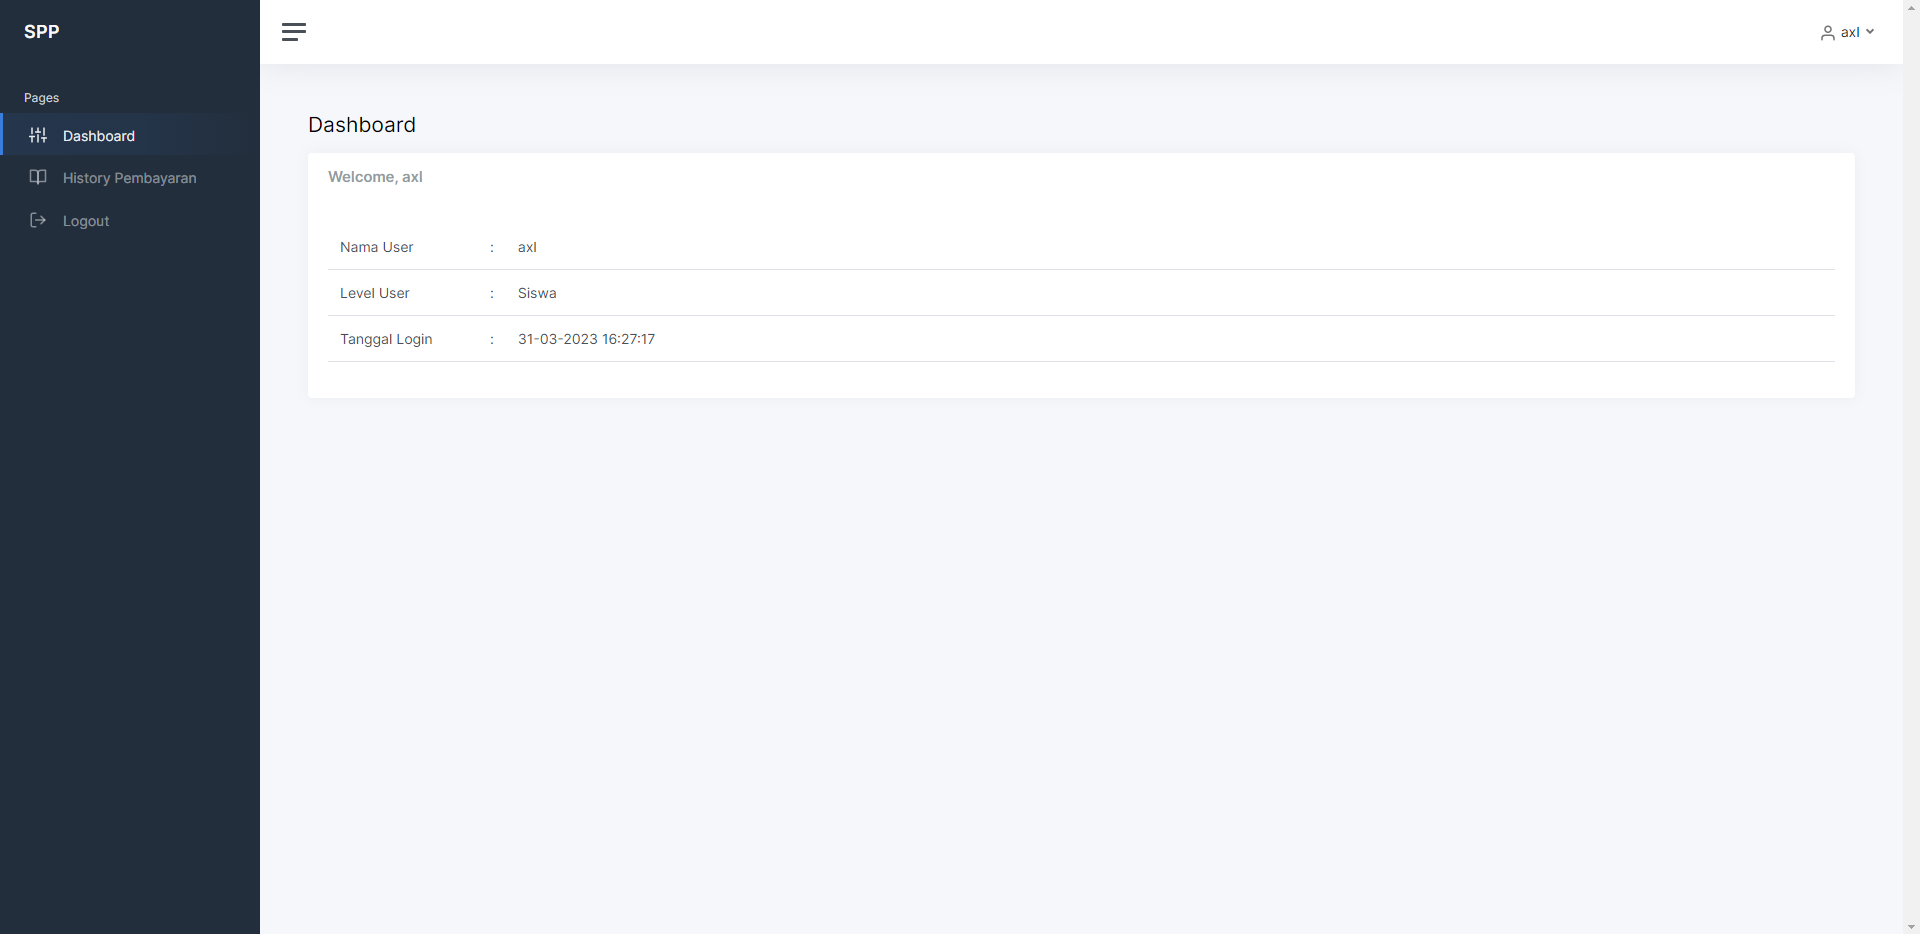 SPP
axl
Pages
Dashboard
History Pembayaran
Logout
Dashboard
Welcome, axl
Nama User : axl
Level User : Siswa
Tanggal Login : 31-03-2023 16:27:17